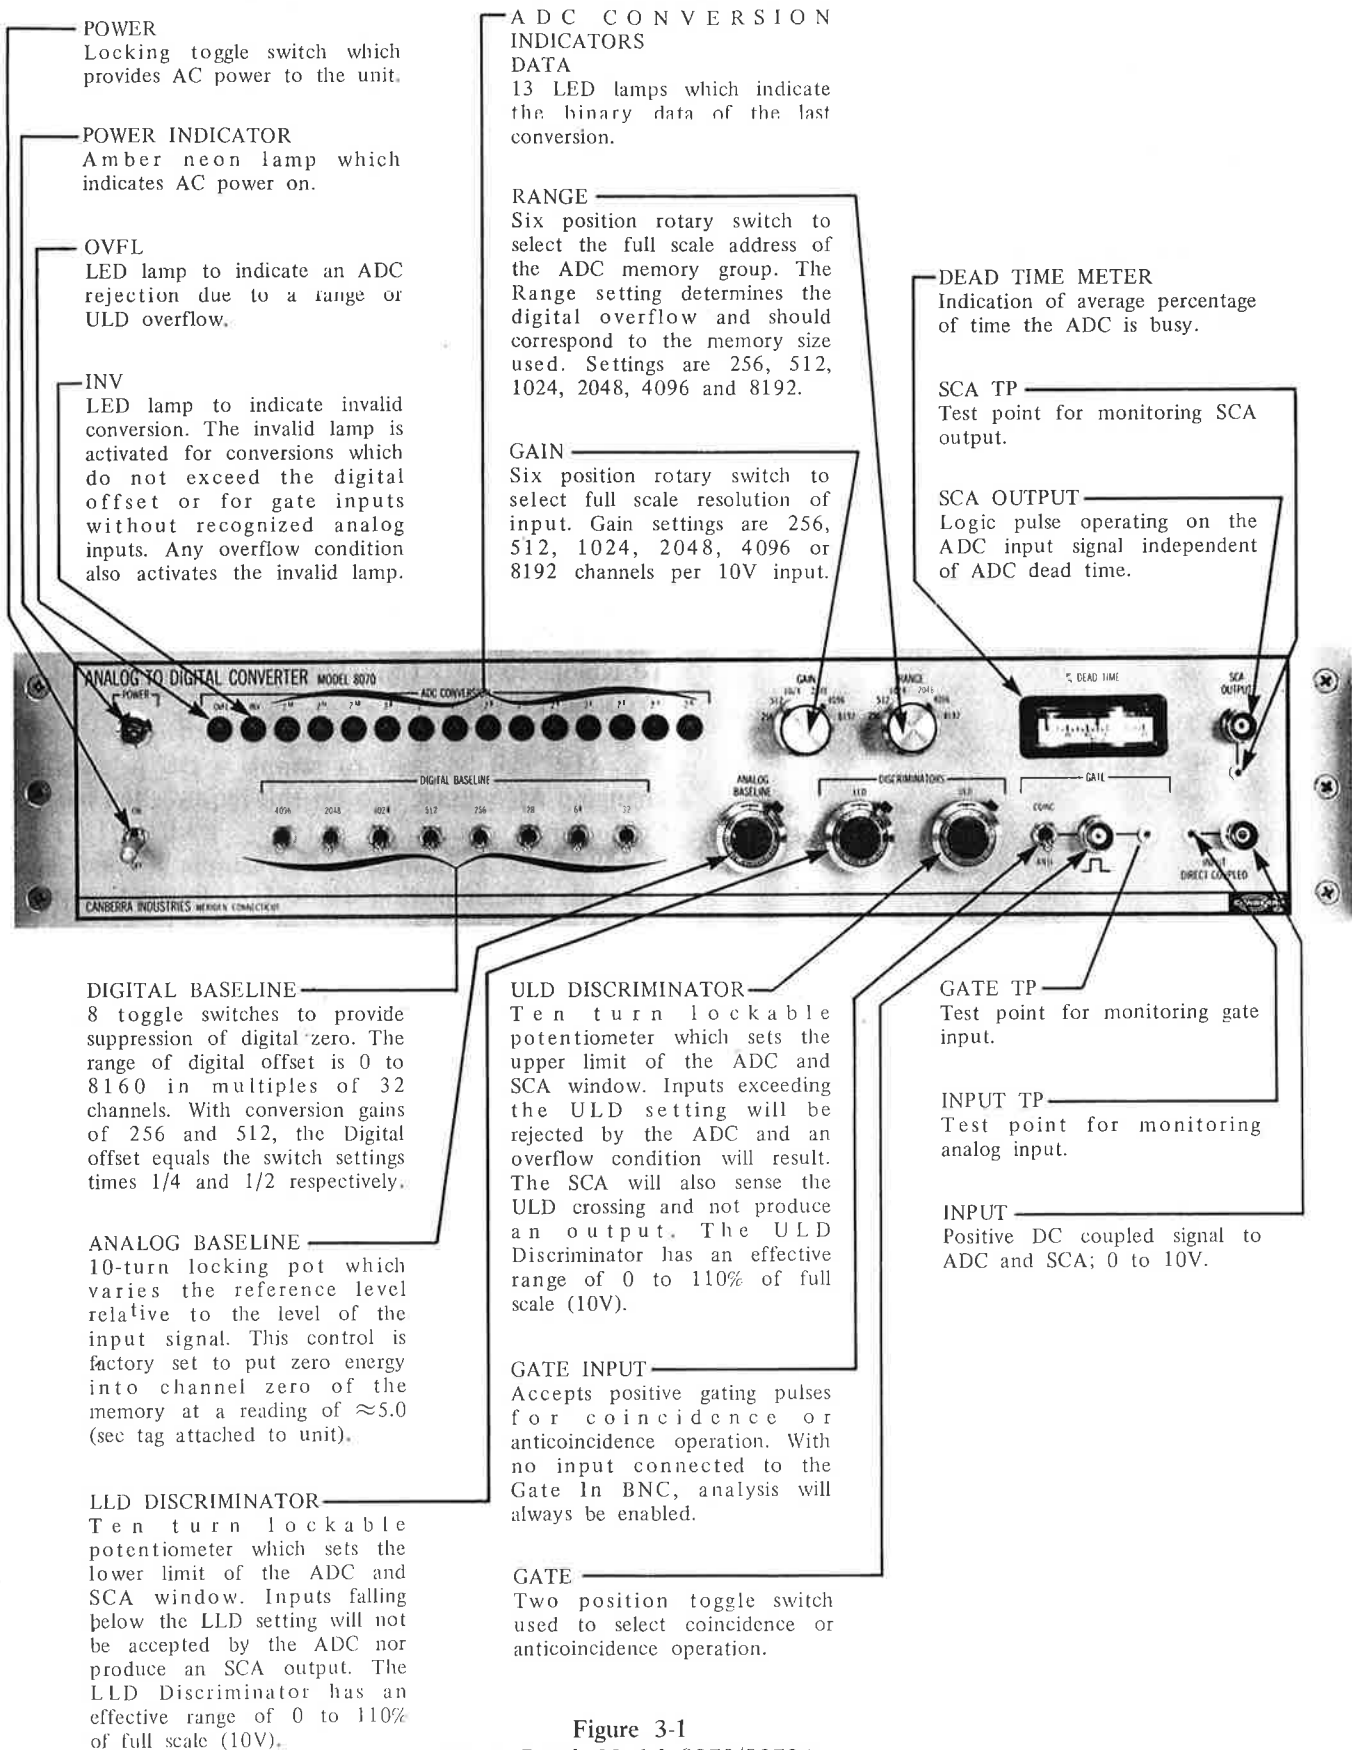 POWER
Locking toggle switch which
provides AC power to the unit.
POWER INDICATOR
Amber neon lamp which
indicates AC power on.
OVFL
LED lamp to indicate an ADC
rejection due to a range or
ULD overflow.
INV
LED lamp to indicate invalid
conversion. The invalid lamp is
activated for conversions which
do not exceed the digital
offset or for gate inputs
without recognized analog
inputs. Any overflow condition
also activates the invalid lamp.
ADC CONVERSION
INDICATORS
DATA
13 LED lamps which indicate
the binary data of the last
conversion.
RANGE
Six position rotary switch to
select the full scale address of
the ADC memory group. The
Range setting determines the
digital overflow and should
correspond to the memory size
used. Settings are 256, 512,
1024, 2048, 4096 and 8192.
GAIN
Six position rotary switch to
select full scale resolution of
input. Gain settings are 256,
512, 1024, 2048, 4096 or
8192 channels per 10V input.
DEAD TIME METER
Indication of average percentage
of time the ADC is busy.
SCA TP
Test point for monitoring SCA
output.
SCA OUTPUT
Logic pulse operating on the
ADC input signal independent
of ADC dead time.
ANALOG TO DIGITAL CONVERTER MODEL 8070
POWER
ADC CONVERSION
OVFL INV
GAIN
256 512 1024 2048 4096 8192
RANGE
256 512 1024 2048 4096 8192
% DEAD TIME
SCA
OUTPUT
ON
OFF
DIGITAL BASELINE
4096 2048 1024 512 256 128 64 32
ANALOG
BASELINE
DISCRIMINATORS
LLD ULD
GATE
COINC
ANTI
INPUT
DIRECT COUPLED
CANBERRA INDUSTRIES MERIDEN CONNECTICUT
CANBERRA
DIGITAL BASELINE
8 toggle switches to provide
suppression of digital zero. The
range of digital offset is 0 to
8160 in multiples of 32
channels. With conversion gains
of 256 and 512, the Digital
offset equals the switch settings
times 1/4 and 1/2 respectively.
ANALOG BASELINE
10-turn locking pot which
varies the reference level
relative to the level of the
input signal. This control is
factory set to put zero energy
into channel zero of the
memory at a reading of ≈5.0
(see tag attached to unit).
LLD DISCRIMINATOR
Ten turn lockable
potentiometer which sets the
lower limit of the ADC and
SCA window. Inputs falling
below the LLD setting will not
be accepted by the ADC nor
produce an SCA output. The
LLD Discriminator has an
effective range of 0 to 110%
of full scale (10V).
ULD DISCRIMINATOR
Ten turn lockable
potentiometer which sets the
upper limit of the ADC and
SCA window. Inputs exceeding
the ULD setting will be
rejected by the ADC and an
overflow condition will result.
The SCA will also sense the
ULD crossing and not produce
an output. The ULD
Discriminator has an effective
range of 0 to 110% of full
scale (10V).
GATE INPUT
Accepts positive gating pulses
for coincidence or
anticoincidence operation. With
no input connected to the
Gate In BNC, analysis will
always be enabled.
GATE
Two position toggle switch
used to select coincidence or
anticoincidence operation.
GATE TP
Test point for monitoring gate
input.
INPUT TP
Test point for monitoring
analog input.
INPUT
Positive DC coupled signal to
ADC and SCA; 0 to 10V.
Figure 3-1